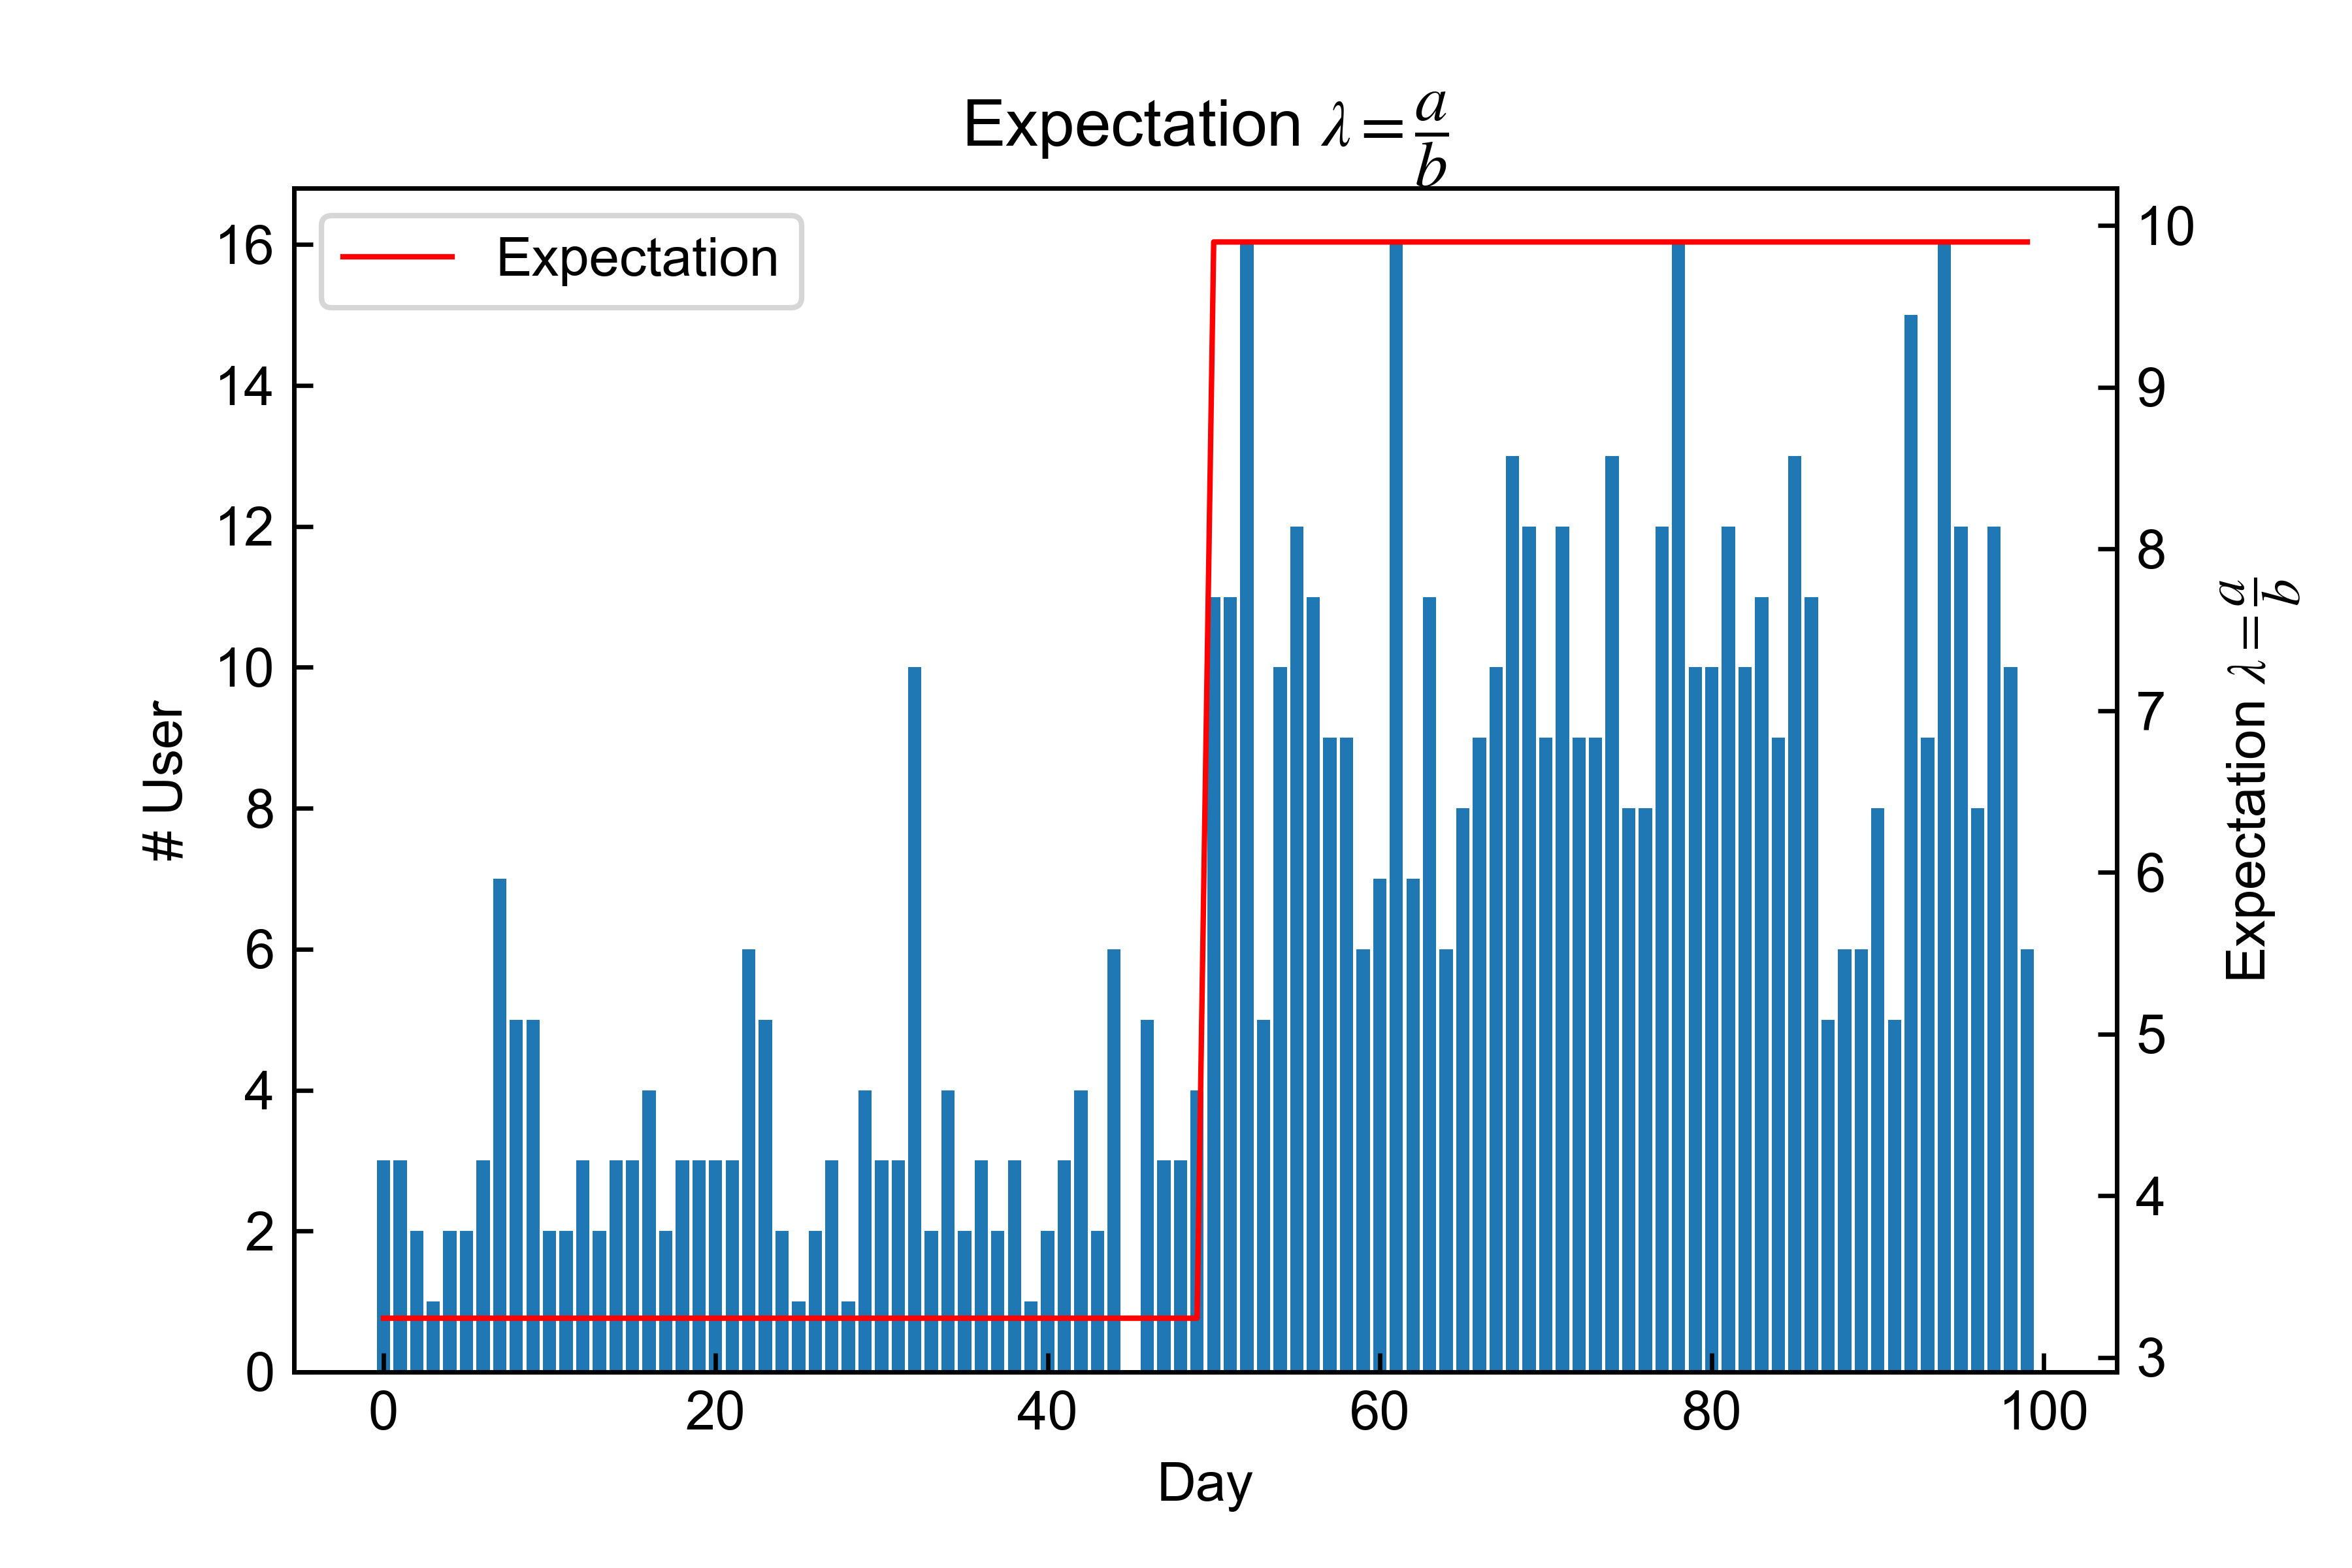 Expectation λ = a/b
Expectation
16
14
12
10
8
6
4
2
0
# User
10
9
8
7
6
5
4
3
Expectation λ = a/b
0 20 40 60 80 100
Day